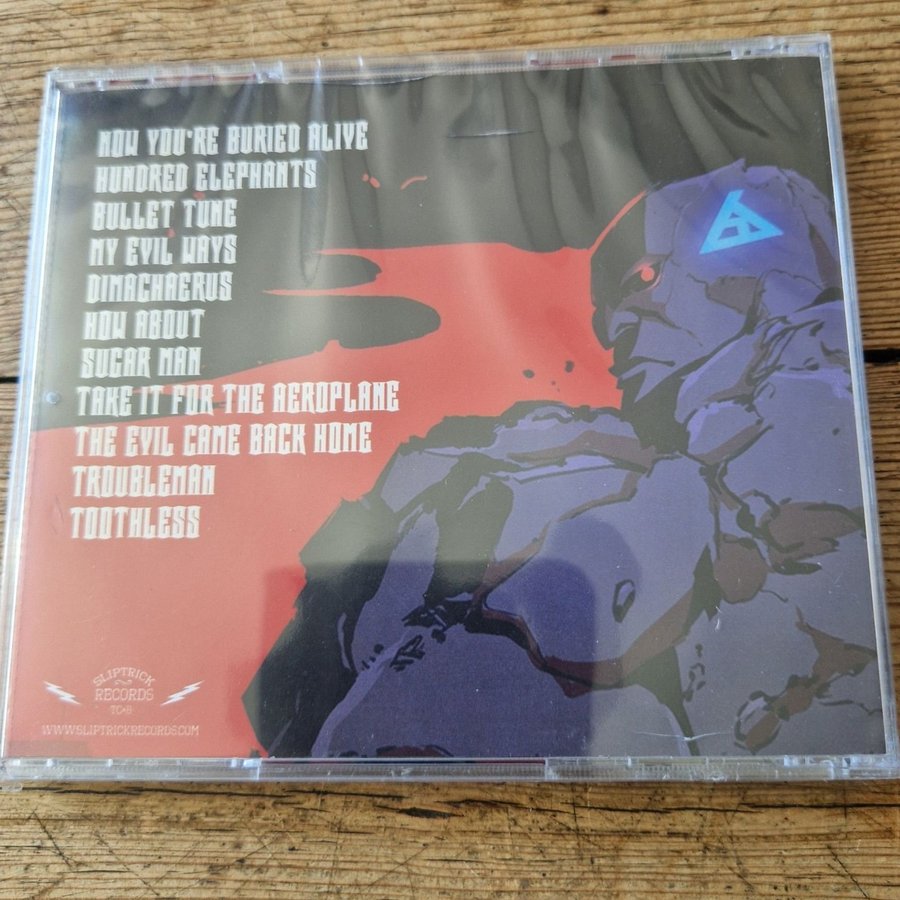 NOW YOU'RE BURIED ALIVE
HUNDRED ELEPHANTS
BULLET TUNE
MY EVIL WAYS
DIMACHAERUS
HOW ABOUT
SUGAR MAN
TAKE IT FOR THE AEROPLANE
THE EVIL CAME BACK HOME
TROUBLEMAN
TOOTHLESS
SLIPTRICK
RECORDS
WWW.SLIPTRICKRECORDS.COM